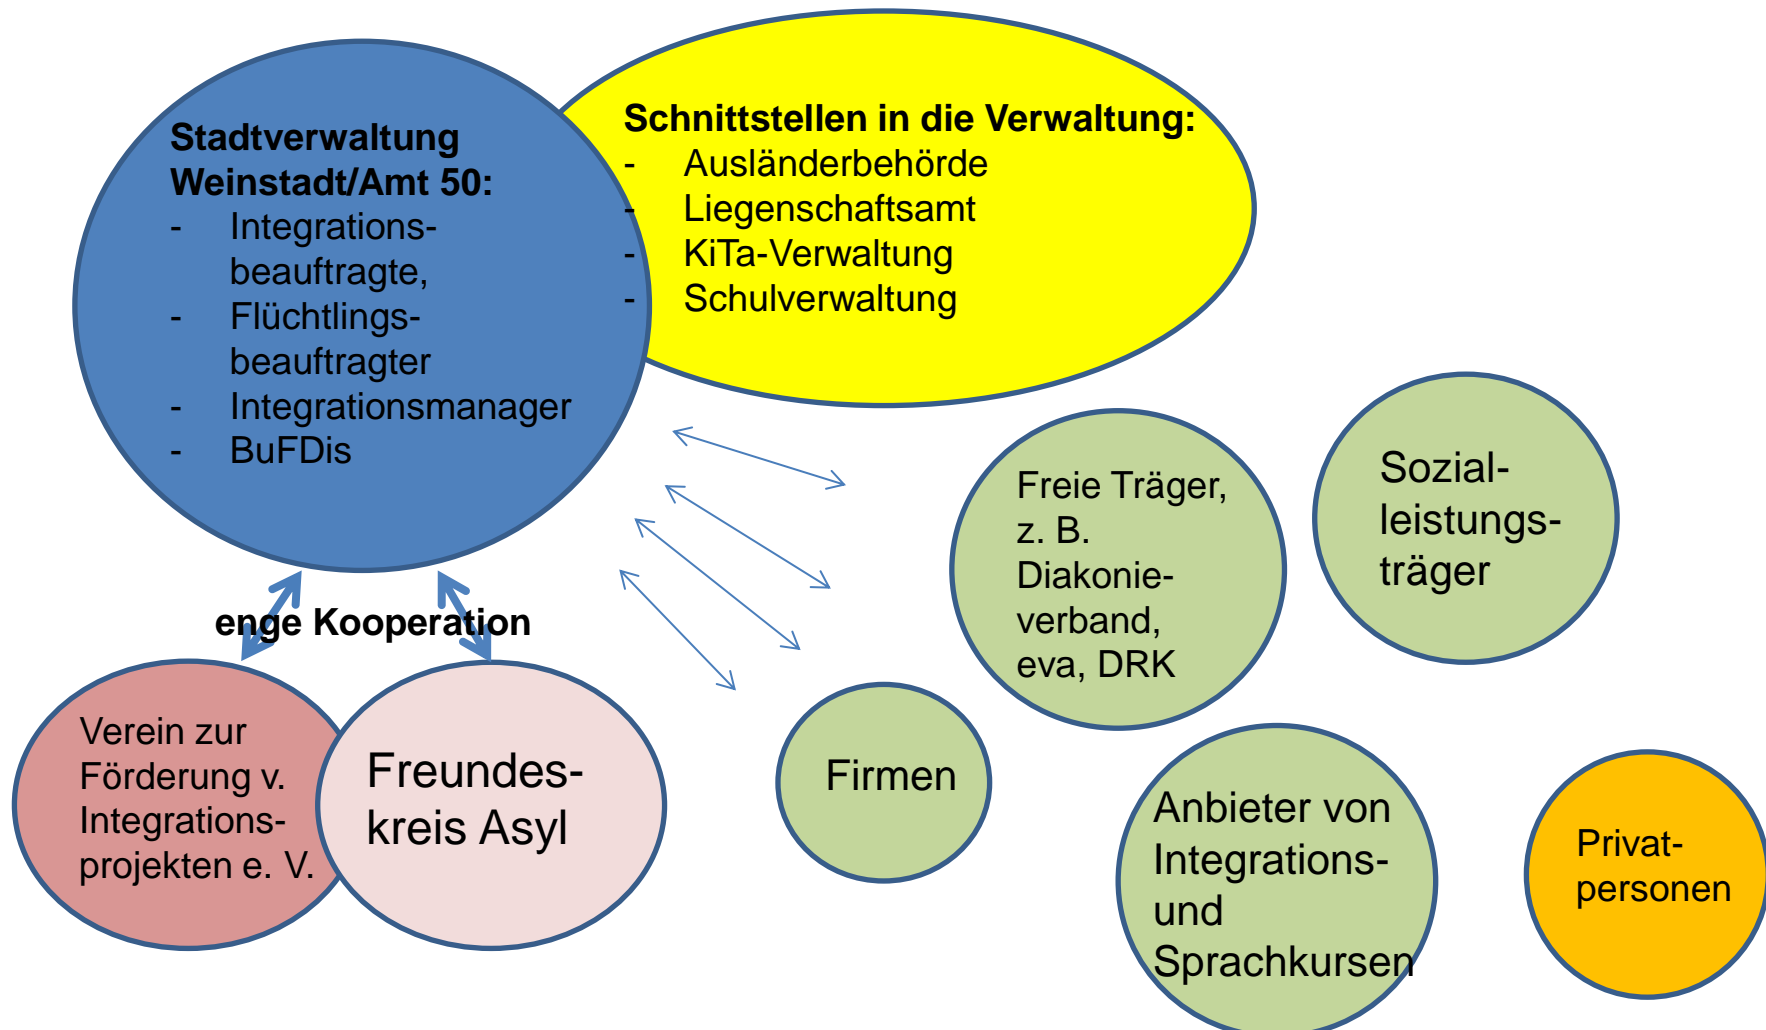 Stadtverwaltung
Weinstadt/Amt 50:
- Integrations-
beauftragte,
- Flüchtlings-
beauftragter
- Integrationsmanager
- BuFDis
Schnittstellen in die Verwaltung:
- Ausländerbehörde
- Liegenschaftsamt
- KiTa-Verwaltung
- Schulverwaltung
enge Kooperation
Verein zur
Förderung v.
Integrations-
projekten e. V.
Freundes-
kreis Asyl
Firmen
Freie Träger,
z. B.
Diakonie-
verband,
eva, DRK
Sozial-
leistungs-
träger
Anbieter von
Integrations-
und
Sprachkursen
Privat-
personen